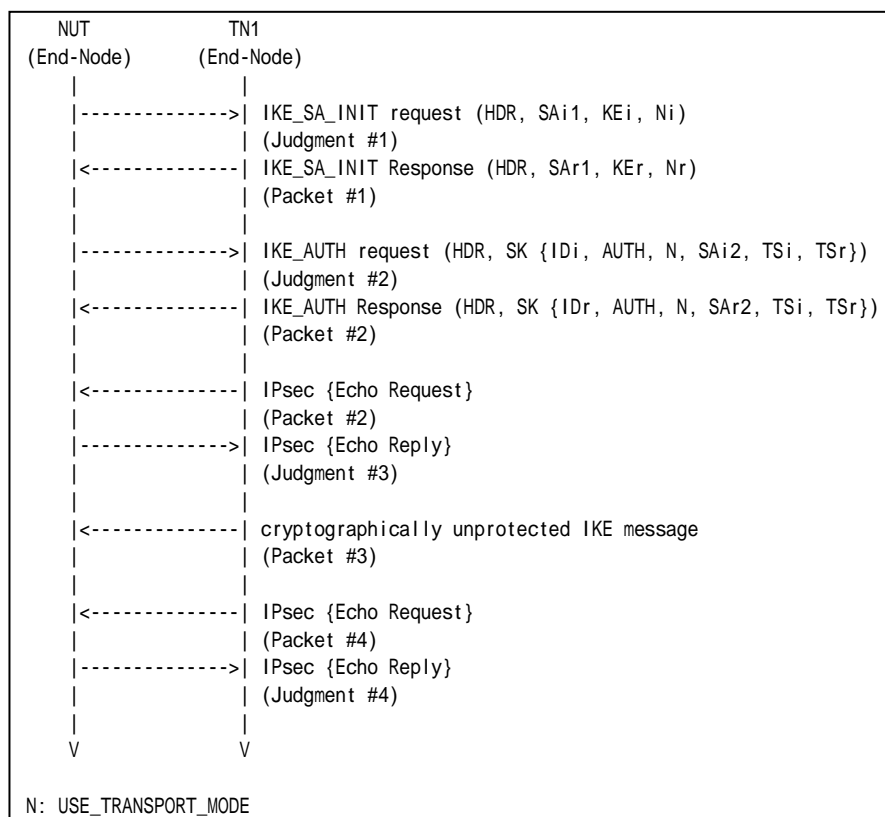 NUT TN1
(End-Node) (End-Node)
| |
|-------------->| IKE_SA_INIT request (HDR, SAi1, KEi, Ni)
| | (Judgment #1)
|<--------------| IKE_SA_INIT Response (HDR, SAr1, KEr, Nr)
| | (Packet #1)
| |
|-------------->| IKE_AUTH request (HDR, SK {IDi, AUTH, N, SAi2, TSi, TSr})
| | (Judgment #2)
|<--------------| IKE_AUTH Response (HDR, SK {IDr, AUTH, N, SAr2, TSi, TSr})
| | (Packet #2)
| |
|<--------------| IPsec {Echo Request}
| | (Packet #2)
|-------------->| IPsec {Echo Reply}
| | (Judgment #3)
| |
|<--------------| cryptographically unprotected IKE message
| | (Packet #3)
| |
|<--------------| IPsec {Echo Request}
| | (Packet #4)
|-------------->| IPsec {Echo Reply}
| | (Judgment #4)
| |
V V
N: USE_TRANSPORT_MODE